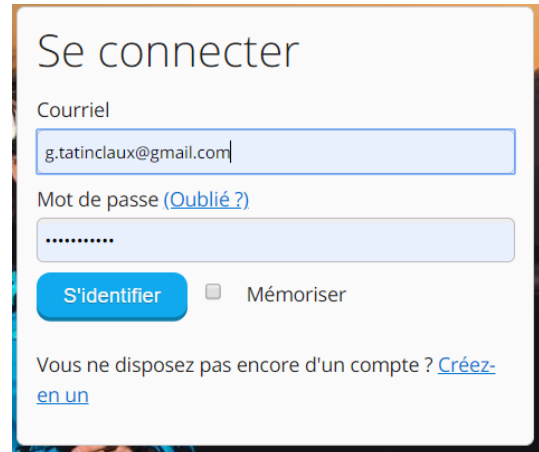 Se connecter
Courriel
g.tatinclaux@gmail.com
Mot de passe (Oublié ?)
•••••••••••
S'identifier Mémoriser
Vous ne disposez pas encore d'un compte ? Créez-
en un